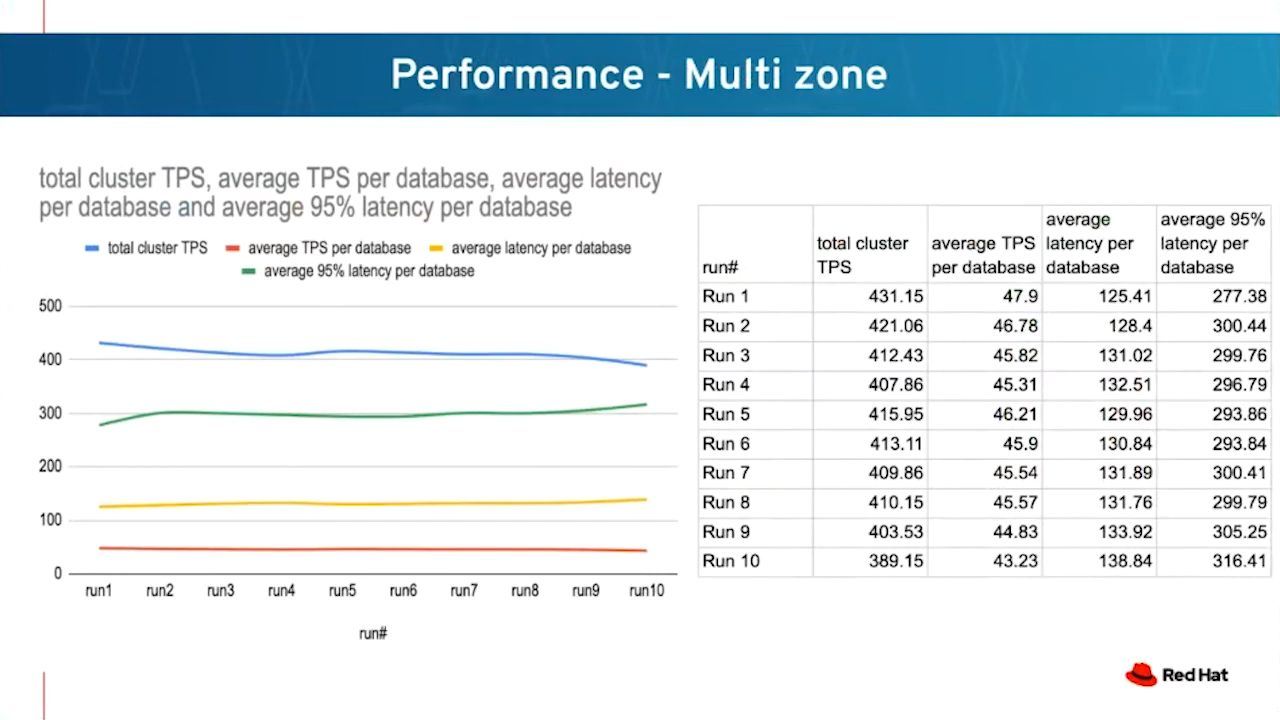 Performance - Multi zone
total cluster TPS, average TPS per database, average latency
per database and average 95% latency per database
total cluster TPS average TPS per database average latency per database
average 95% latency per database
500
400
300
200
100
0
run1 run2 run3 run4 run5 run6 run7 run8 run9 run10
run#
run# total cluster TPS average TPS per database average latency per database average 95% latency per database
Run 1 431.15 47.9 125.41 277.38
Run 2 421.06 46.78 128.4 300.44
Run 3 412.43 45.82 131.02 299.76
Run 4 407.86 45.31 132.51 296.79
Run 5 415.95 46.21 129.96 293.86
Run 6 413.11 45.9 130.84 293.84
Run 7 409.86 45.54 131.89 300.41
Run 8 410.15 45.57 131.76 299.79
Run 9 403.53 44.83 133.92 305.25
Run 10 389.15 43.23 138.84 316.41
Red Hat